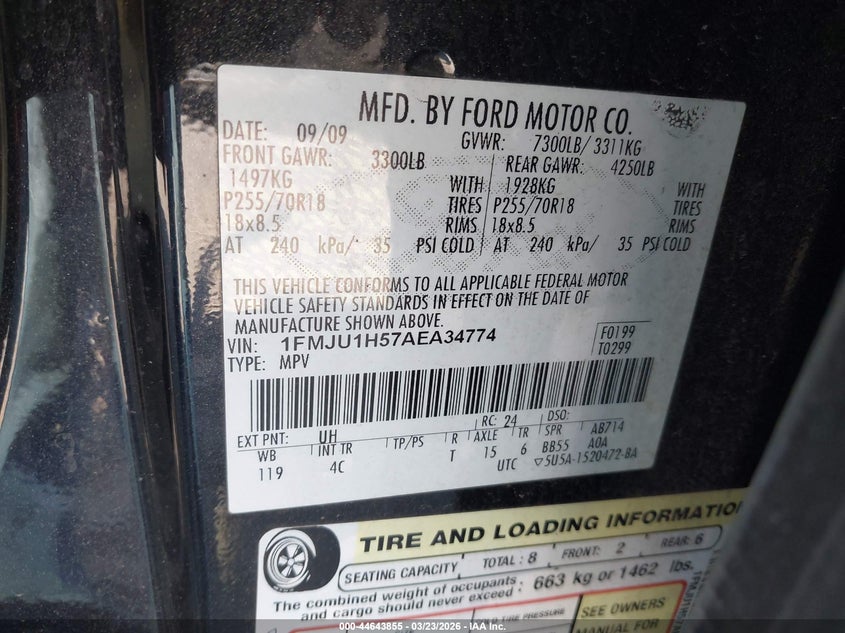 MFD. BY FORD MOTOR CO.
DATE: 09/09 GVWR: 7300LB/ 3311KG
FRONT GAWR: 3300LB REAR GAWR: 4250LB
1497KG WITH 1928KG WITH
P255/70R18 TIRES P255/70R18 TIRES
18x8.5 RIMS 18x8.5 RIMS
AT 240 kPa/ 35 PSI COLD AT 240 kPa/ 35 PSI COLD
THIS VEHICLE CONFORMS TO ALL APPLICABLE FEDERAL MOTOR
VEHICLE SAFETY STANDARDS IN EFFECT ON THE DATE OF
MANUFACTURE SHOWN ABOVE.
VIN: 1FMJU1H57AEA34774 F0199
TYPE: MPV T0299
EXT PNT: UH RC: 24 DSO:
WB INT TR TP/PS R AXLE TR SPR AB714
119 4C T 15 6 BB55 A0A
UTC ▽5U5A-1520472-BA
TIRE AND LOADING INFORMATION
SEATING CAPACITY TOTAL: 8 FRONT: 2 REAR: 6
The combined weight of occupants and cargo should never exceed: 663 kg or 1462 lbs.
COLD TIRE PRESSURE SEE OWNERS
MANUAL
000-44643855 - 03/23/2026 - 000-IAA-INC